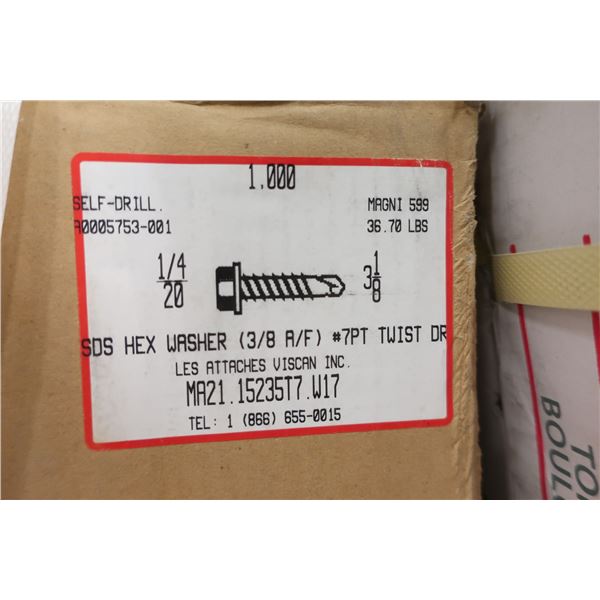 1,000
SELF-DRILL. MAGNI 599
A0005753-001 36.70 LBS
1/4
20
3 1/8
SDS HEX WASHER (3/8 A/F) #7PT TWIST DR
LES ATTACHES VISCAN INC.
MA21.15235T7.W17
TEL: 1 (866) 655-0015